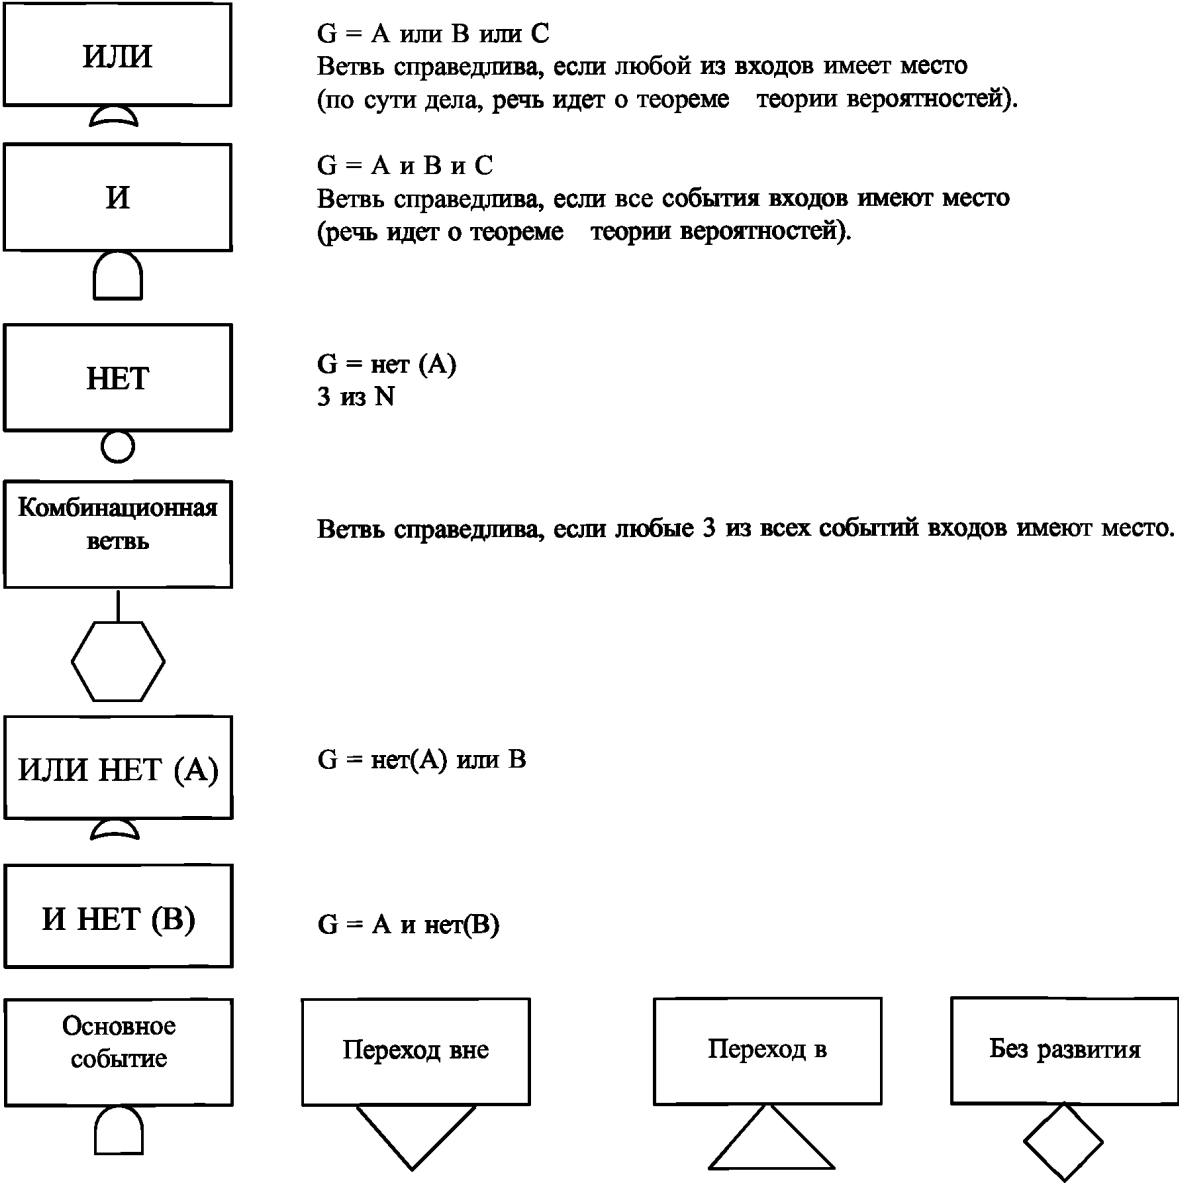 ИЛИ
G = А или В или С
Ветвь справедлива, если любой из входов имеет место
(по сути дела, речь идет о теореме теории вероятностей).
И
G = А и В и С
Ветвь справедлива, если все события входов имеют место
(речь идет о теореме теории вероятностей).
НЕТ
G = нет (А)
3 из N
Комбинационная
ветвь
Ветвь справедлива, если любые 3 из всех событий входов имеют место.
ИЛИ НЕТ (А)
G = нет(А) или В
И НЕТ (В)
G = А и нет(В)
Основное
событие
Переход вне
Переход в
Без развития